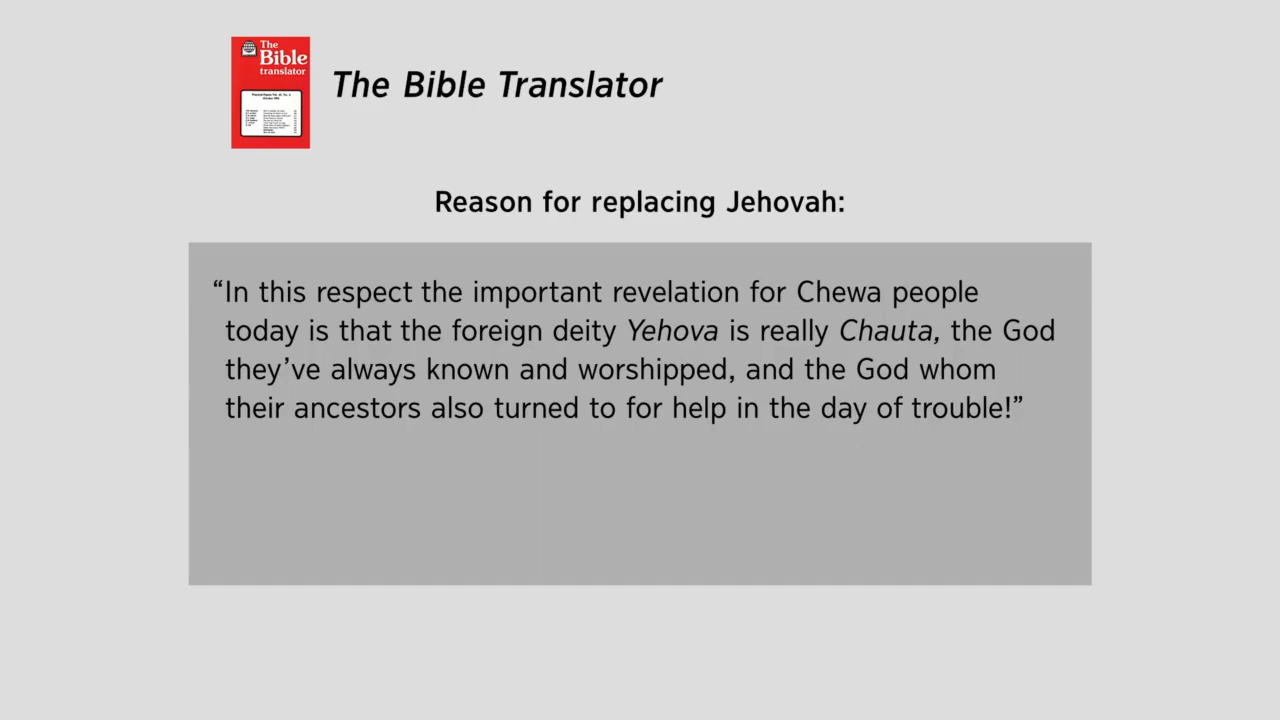 The
Bible
translator
The Bible Translator
Reason for replacing Jehovah:
“In this respect the important revelation for Chewa people
today is that the foreign deity Yehova is really Chauta, the God
they’ve always known and worshipped, and the God whom
their ancestors also turned to for help in the day of trouble!”